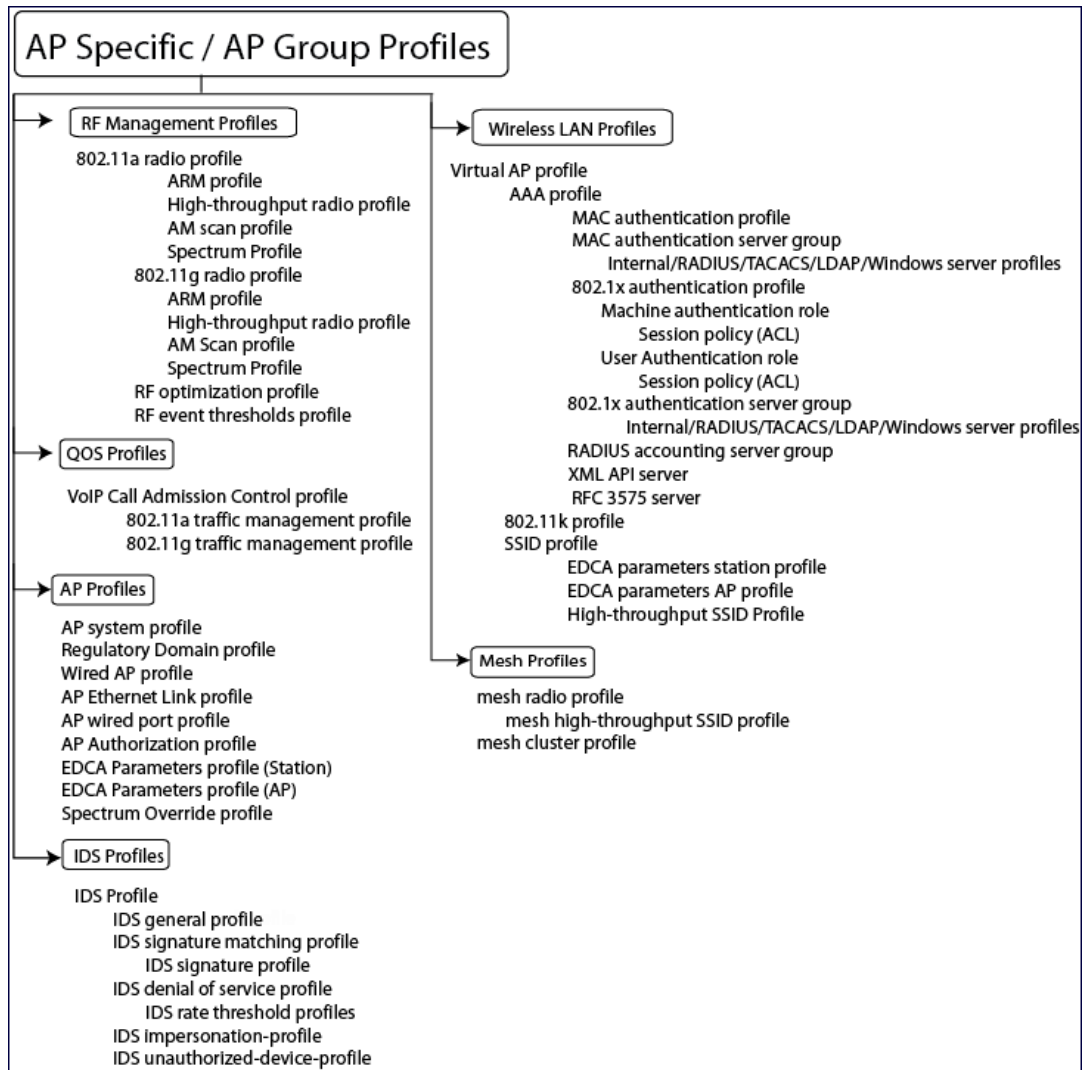 AP Specific / AP Group Profiles
RF Management Profiles
802.11a radio profile
ARM profile
High-throughput radio profile
AM scan profile
Spectrum Profile
802.11g radio profile
ARM profile
High-throughput radio profile
AM Scan profile
Spectrum Profile
RF optimization profile
RF event thresholds profile
QOS Profiles
VoIP Call Admission Control profile
802.11a traffic management profile
802.11g traffic management profile
AP Profiles
AP system profile
Regulatory Domain profile
Wired AP profile
AP Ethernet Link profile
AP wired port profile
AP Authorization profile
EDCA Parameters profile (Station)
EDCA Parameters profile (AP)
Spectrum Override profile
IDS Profiles
IDS Profile
IDS general profile
IDS signature matching profile
IDS signature profile
IDS denial of service profile
IDS rate threshold profiles
IDS impersonation-profile
IDS unauthorized-device-profile
Wireless LAN Profiles
Virtual AP profile
AAA profile
MAC authentication profile
MAC authentication server group
Internal/RADIUS/TACACS/LDAP/Windows server profiles
802.1x authentication profile
Machine authentication role
Session policy (ACL)
User Authentication role
Session policy (ACL)
802.1x authentication server group
Internal/RADIUS/TACACS/LDAP/Windows server profiles
RADIUS accounting server group
XML API server
RFC 3575 server
802.11k profile
SSID profile
EDCA parameters station profile
EDCA parameters AP profile
High-throughput SSID Profile
Mesh Profiles
mesh radio profile
mesh high-throughput SSID profile
mesh cluster profile